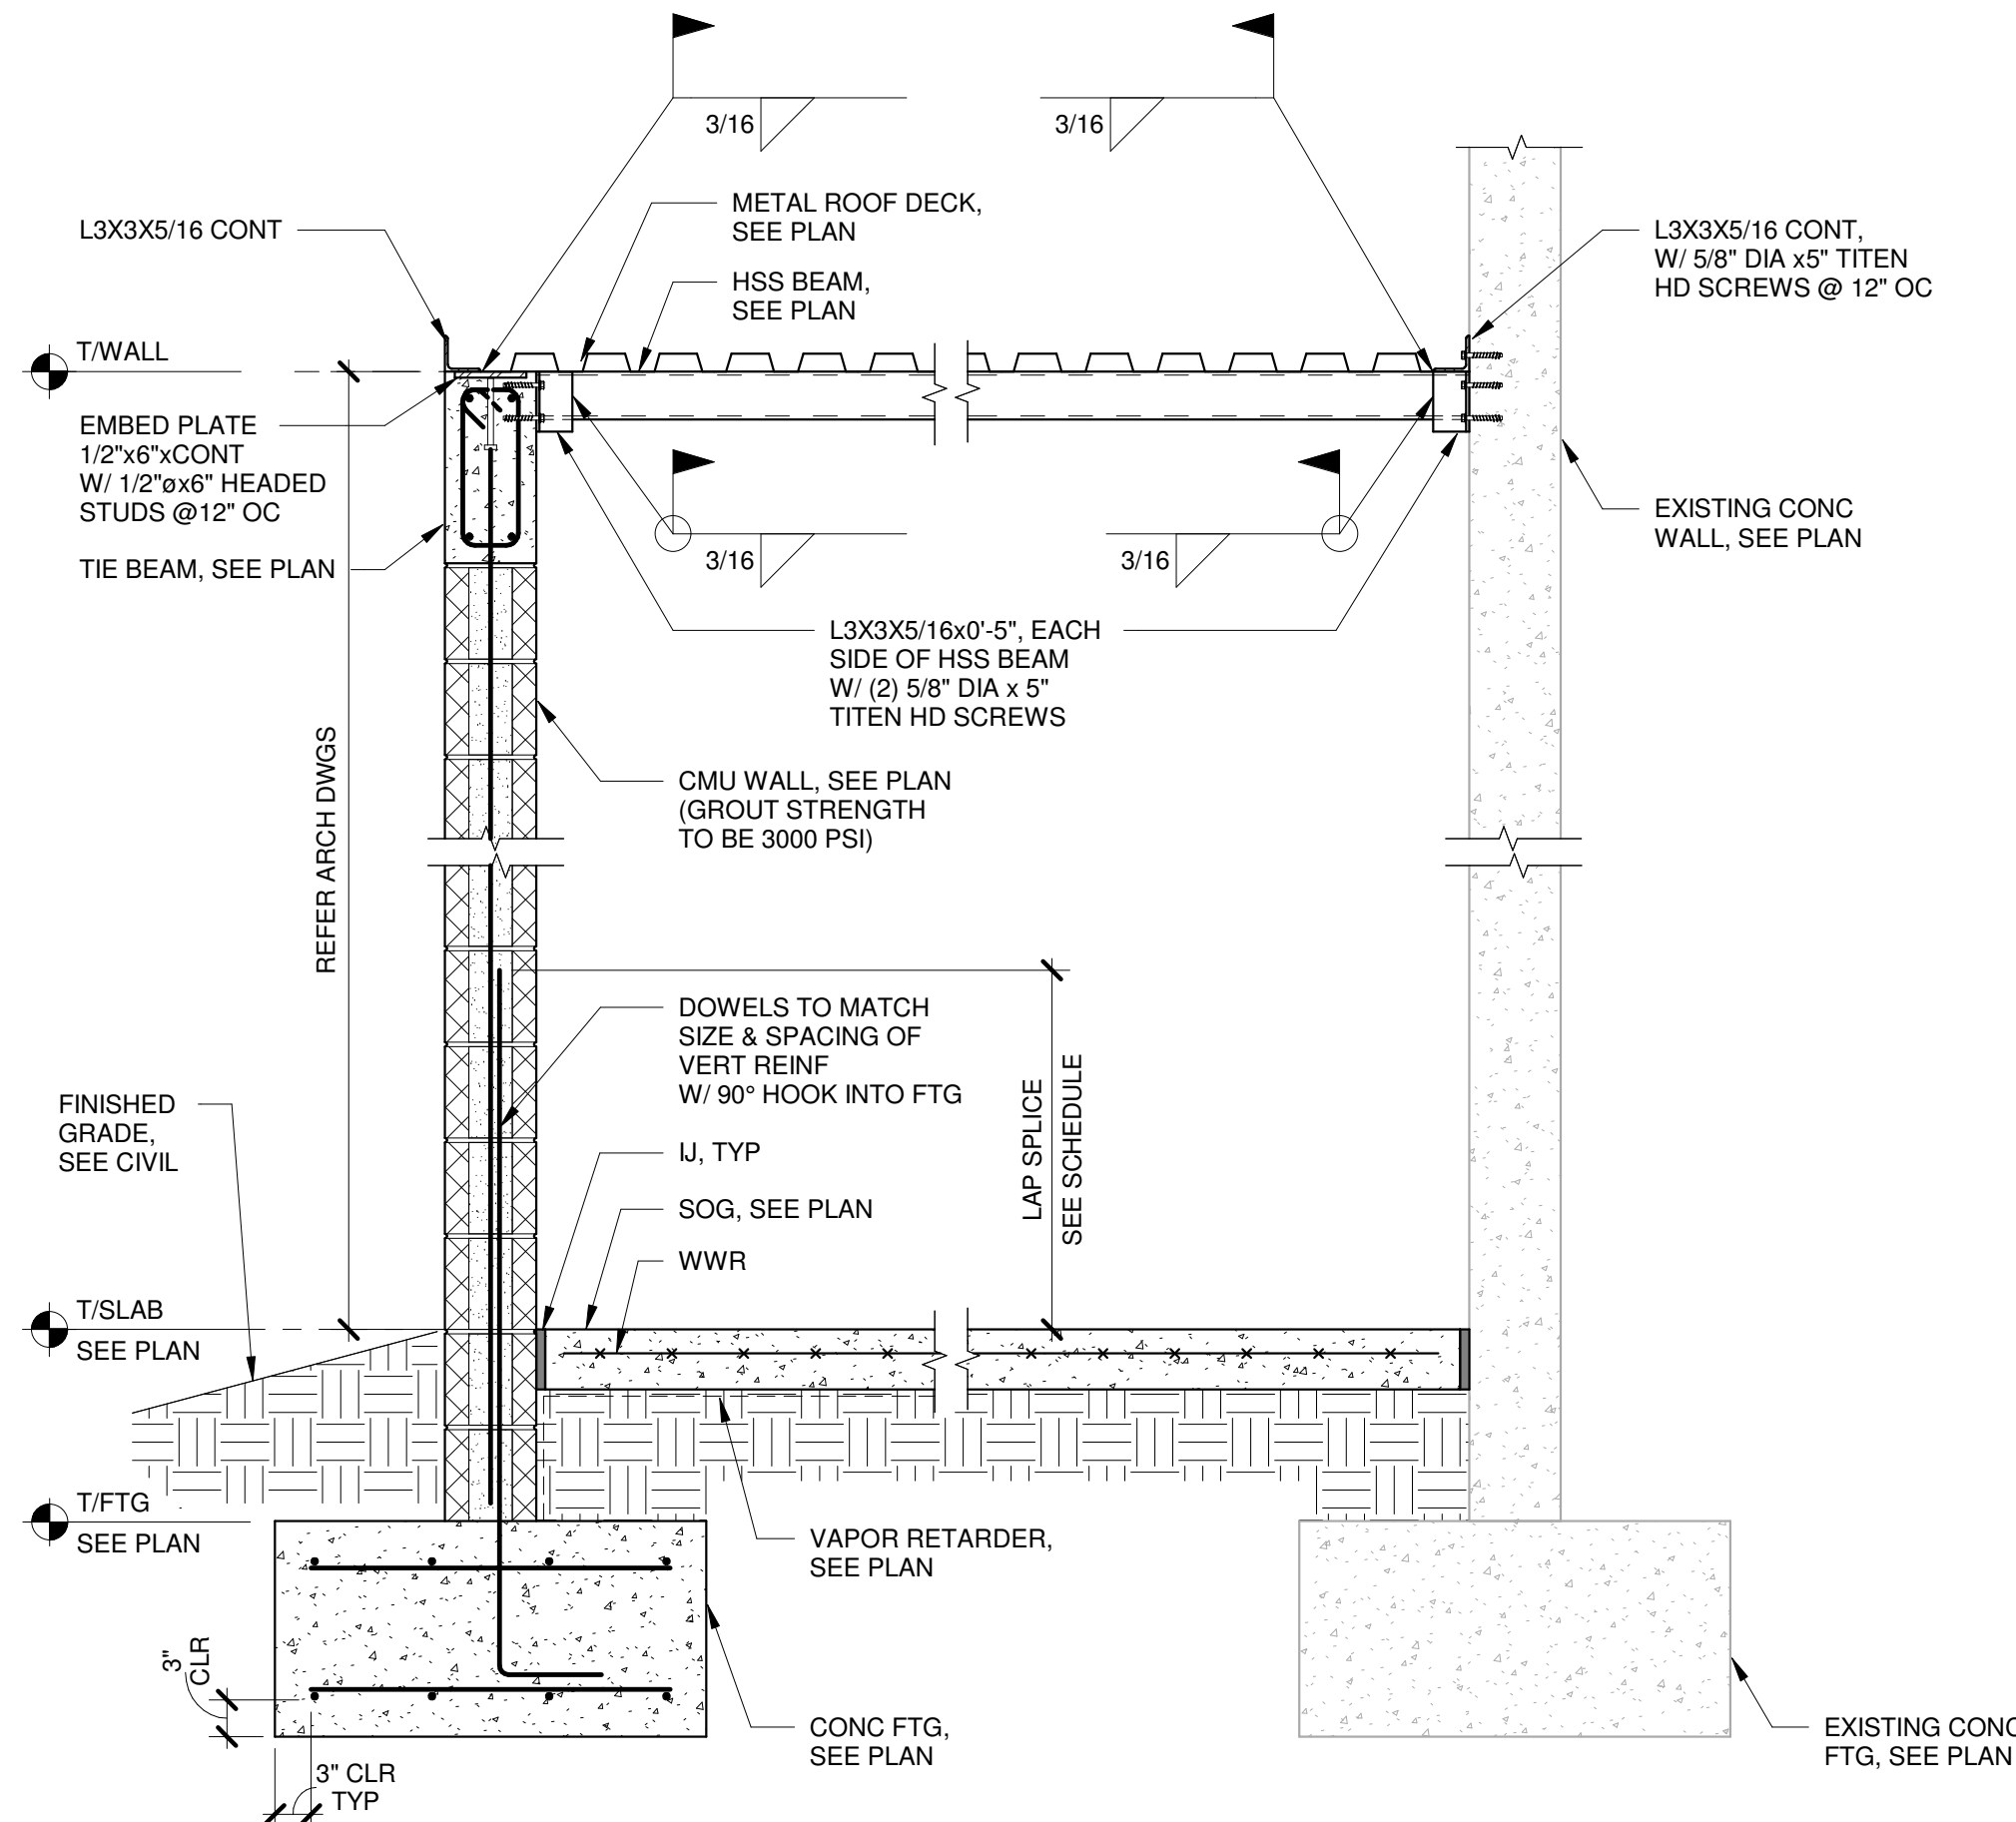 3/16
3/16
METAL ROOF DECK,
SEE PLAN
L3X3X5/16 CONT
L3X3X5/16 CONT,
W/ 5/8" DIA x5" TITEN
HD SCREWS @ 12" OC
HSS BEAM,
SEE PLAN
T/WALL
EMBED PLATE
1/2"x6"xCONT
W/ 1/2"øx6" HEADED
STUDS @12" OC
EXISTING CONC
WALL, SEE PLAN
TIE BEAM, SEE PLAN
3/16
3/16
L3X3X5/16x0'-5", EACH
SIDE OF HSS BEAM
W/ (2) 5/8" DIA x 5"
TITEN HD SCREWS
REFER ARCH DWGS
CMU WALL, SEE PLAN
(GROUT STRENGTH
TO BE 3000 PSI)
DOWELS TO MATCH
SIZE & SPACING OF
VERT REINF
W/ 90° HOOK INTO FTG
LAP SPLICE
SEE SCHEDULE
FINISHED
GRADE,
SEE CIVIL
IJ, TYP
SOG, SEE PLAN
WWR
T/SLAB
SEE PLAN
T/FTG
SEE PLAN
VAPOR RETARDER,
SEE PLAN
3"
CLR
3" CLR
TYP
CONC FTG,
SEE PLAN
EXISTING CONC
FTG, SEE PLAN